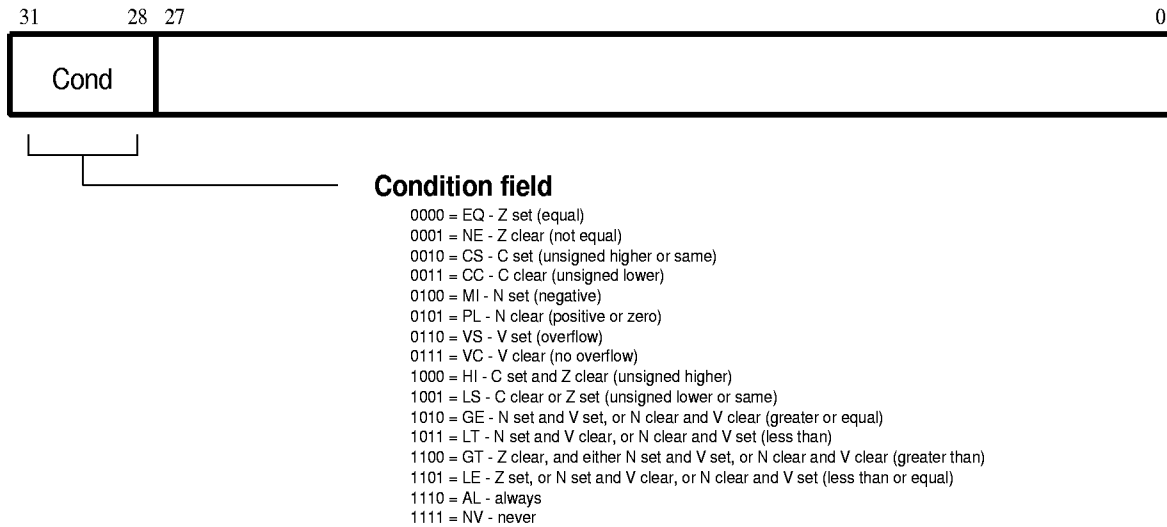 31 28 27 0
Cond
Condition field
0000 = EQ - Z set (equal)
0001 = NE - Z clear (not equal)
0010 = CS - C set (unsigned higher or same)
0011 = CC - C clear (unsigned lower)
0100 = MI - N set (negative)
0101 = PL - N clear (positive or zero)
0110 = VS - V set (overflow)
0111 = VC - V clear (no overflow)
1000 = HI - C set and Z clear (unsigned higher)
1001 = LS - C clear or Z set (unsigned lower or same)
1010 = GE - N set and V set, or N clear and V clear (greater or equal)
1011 = LT - N set and V clear, or N clear and V set (less than)
1100 = GT - Z clear, and either N set and V set, or N clear and V clear (greater than)
1101 = LE - Z set, or N set and V clear, or N clear and V set (less than or equal)
1110 = AL - always
1111 = NV - never